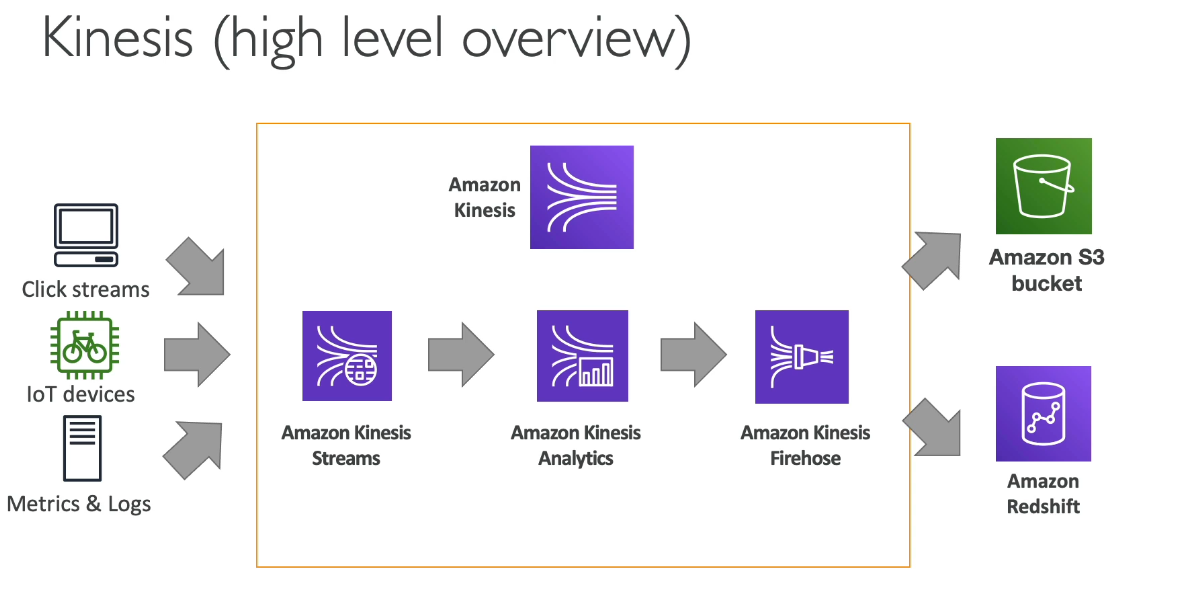 Kinesis (high level overview)
Click streams
IoT devices
Metrics & Logs
Amazon
Kinesis
Amazon Kinesis
Streams
Amazon Kinesis
Analytics
Amazon Kinesis
Firehose
Amazon S3
bucket
Amazon
Redshift